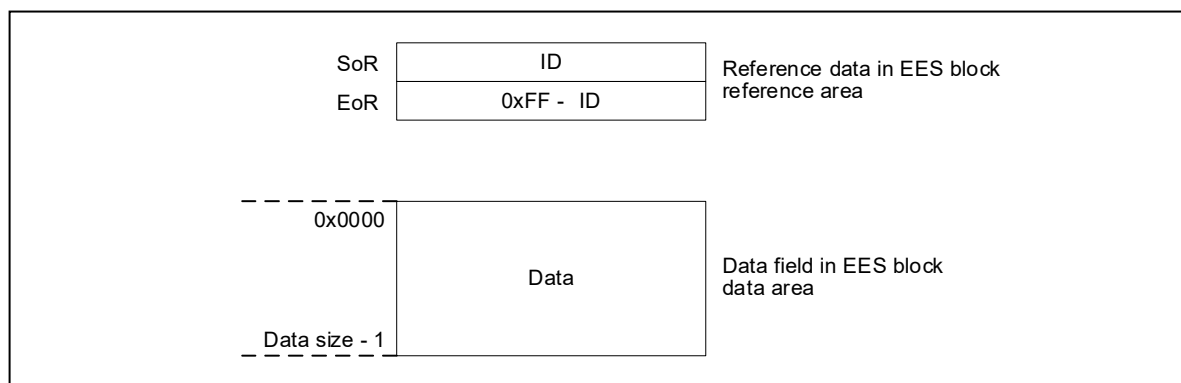 SoR
ID
EoR
0xFF - ID
Reference data in EES block
reference area
0x0000
Data
Data size - 1
Data field in EES block
data area